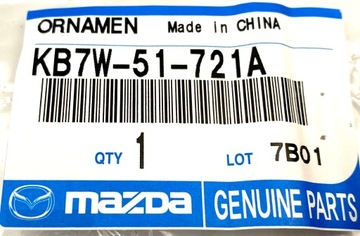 ORNAMEN Made in CHINA
KB7W-51-721A
QTY 1 LOT 7B01
mazda GENUINE PARTS